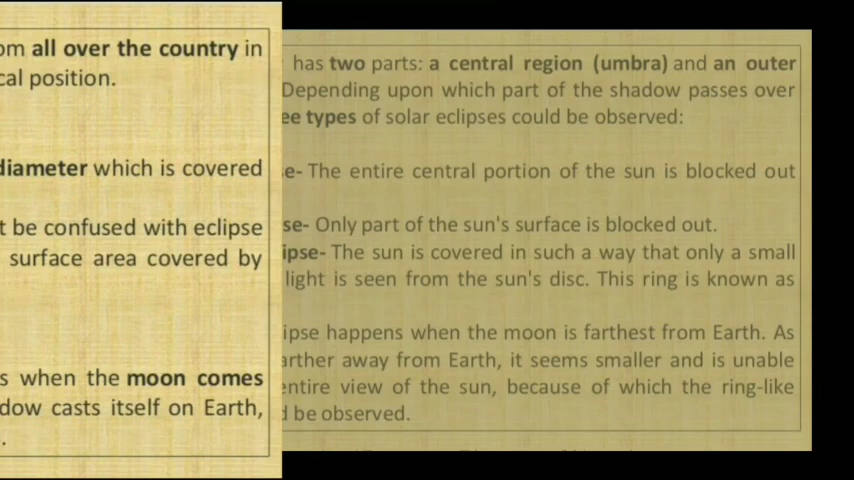 om all over the country in
cal position.
diameter which is covered
t be confused with eclipse
surface area covered by
s when the moon comes
dow casts itself on Earth,
.
has two parts: a central region (umbra) and an outer
Depending upon which part of the shadow passes over
ee types of solar eclipses could be observed:
e- The entire central portion of the sun is blocked out
se- Only part of the sun's surface is blocked out.
ipse- The sun is covered in such a way that only a small
light is seen from the sun's disc. This ring is known as
ipse happens when the moon is farthest from Earth. As
arther away from Earth, it seems smaller and is unable
entire view of the sun, because of which the ring-like
d be observed.